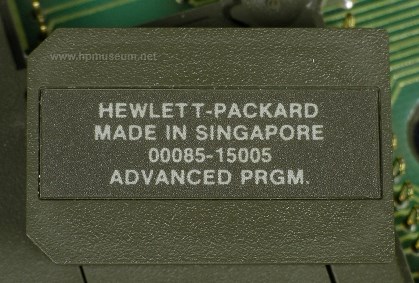 www.hpmuseum.net
HEWLETT-PACKARD
MADE IN SINGAPORE
00085-15005
ADVANCED PRGM.